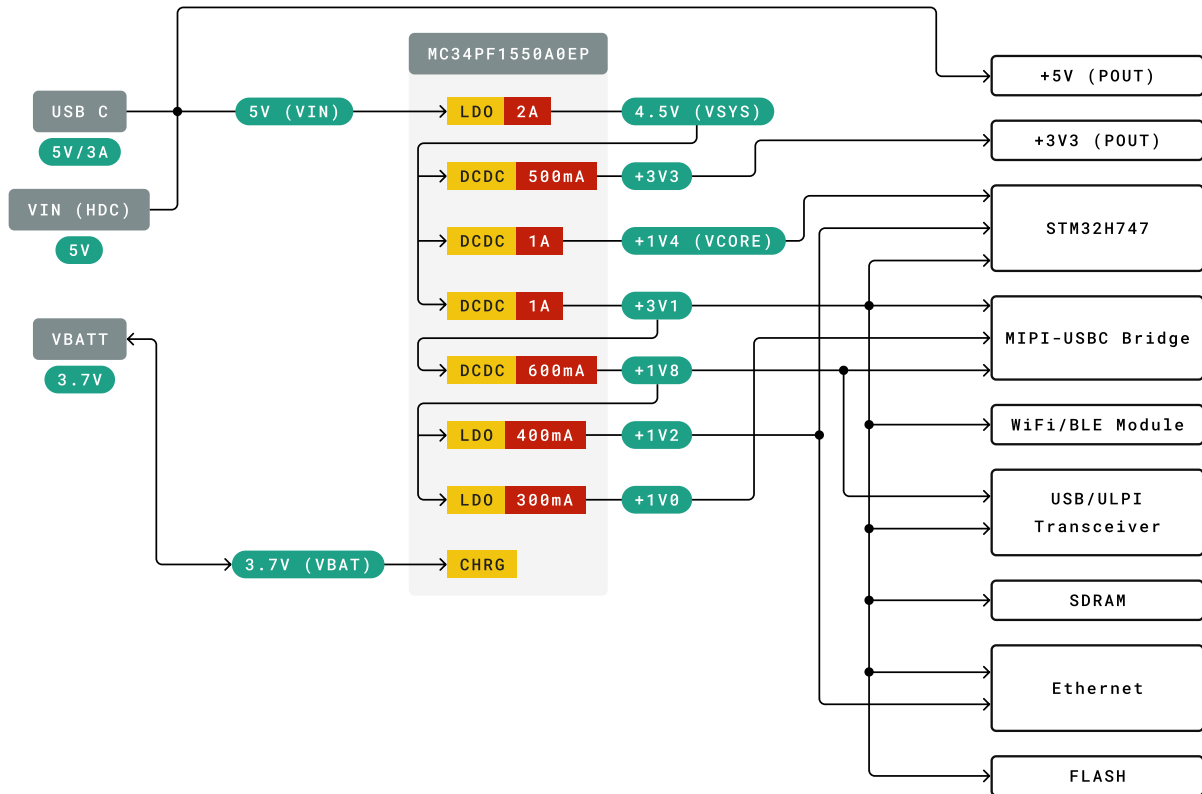 MC34PF1550A0EP
+5V (POUT)
USB C
5V (VIN)
LDO 2A
4.5V (VSYS)
5V/3A
+3V3 (POUT)
DCDC 500mA
+3V3
VIN (HDC)
5V
DCDC 1A
+1V4 (VCORE)
STM32H747
DCDC 1A
+3V1
VBATT
3.7V
MIPI-USBC Bridge
DCDC 600mA
+1V8
WiFi/BLE Module
LDO 400mA
+1V2
LDO 300mA
+1V0
USB/ULPI
Transceiver
3.7V (VBAT)
CHRG
SDRAM
Ethernet
FLASH